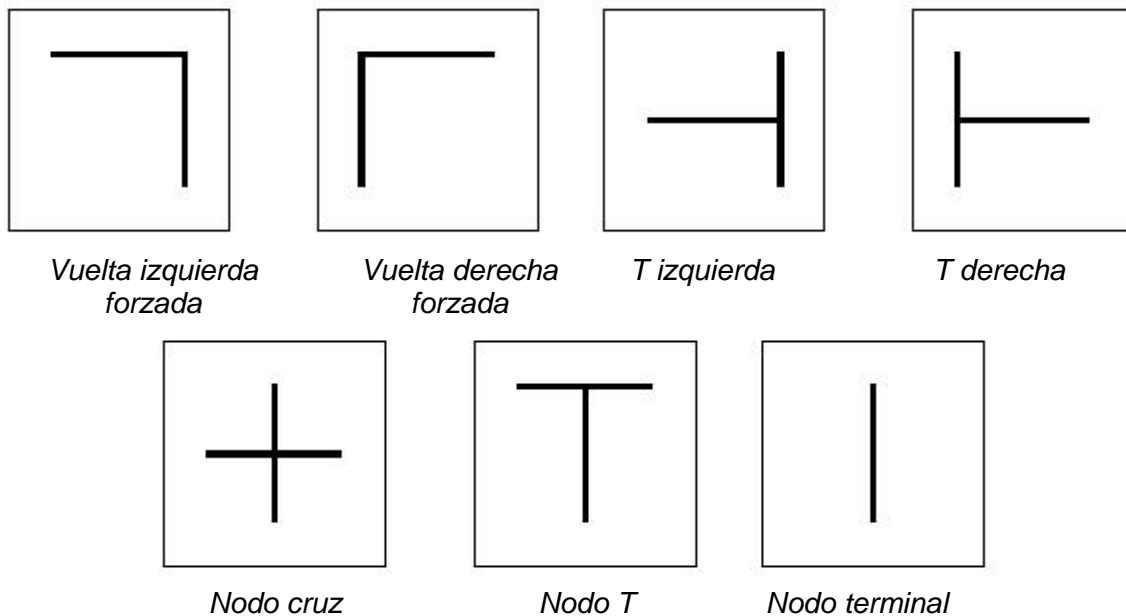 Vuelta izquierda
forzada
Vuelta derecha
forzada
T izquierda
T derecha
Nodo cruz
Nodo T
Nodo terminal